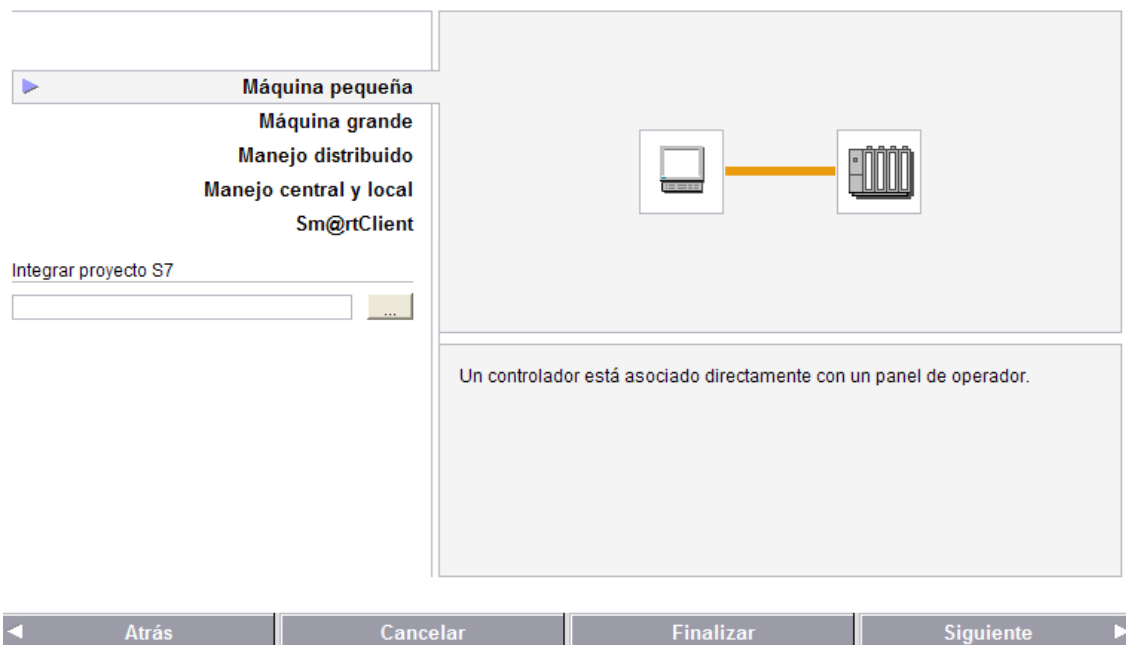 Máquina pequeña
Máquina grande
Manejo distribuido
Manejo central y local
Sm@rtClient
Integrar proyecto S7
...
Un controlador está asociado directamente con un panel de operador.
Atrás
Cancelar
Finalizar
Siguiente